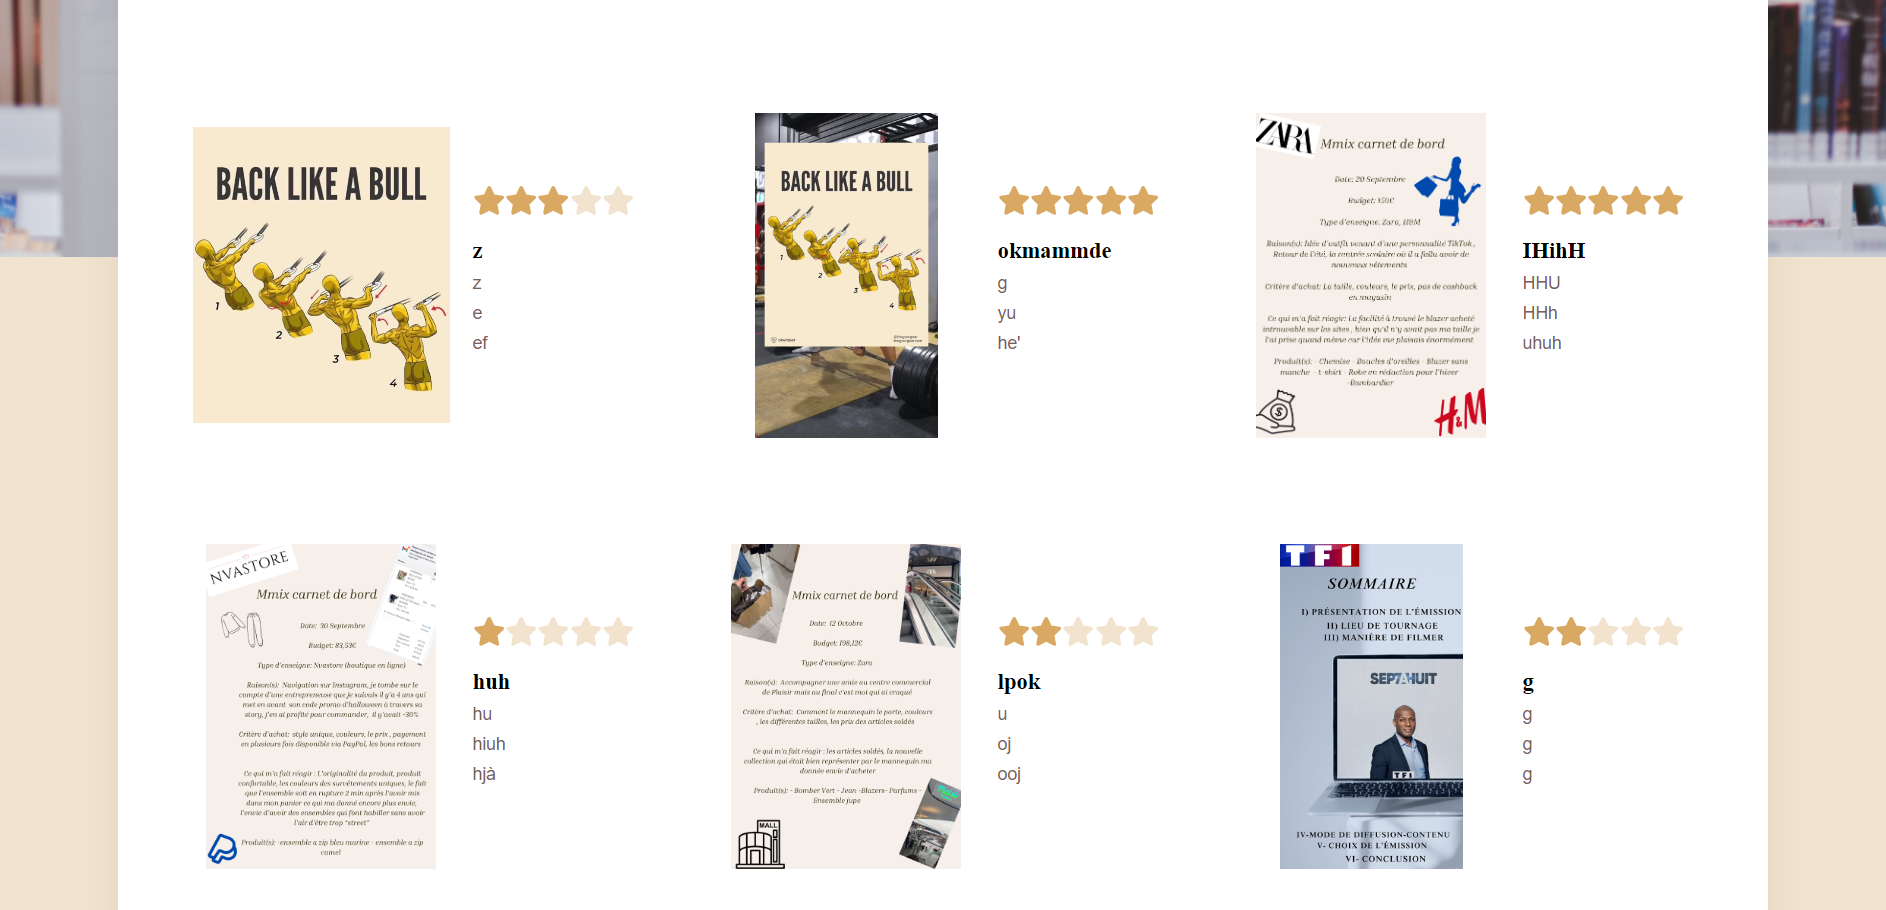 BACK LIKE A BULL
1
2
3
4
z
z
e
ef
BACK LIKE A BULL
1
2
3
4
okmammde
g
yu
he'
ZARA
Mmix carnet de bord
Date: 20 Septembre
Budget: 150€
Type d'enseigne: Zara, H&M
Raison(s): Idée d'outfit venant d'une personnalité TikTok,
Retour de l'été, la rentrée scolaire où il a fallu avoir de
nouveaux vêtements
Critère d'achat: La taille, couleurs, le prix, pas de cashback
en magasin
Ce qui m'a fait réagir: La facilité à trouvé le blazer acheté
introuvable sur les sites , bien qu'il n'y avait pas ma taille je
l'ai prise quand même car l'idée me plaisais énormément
Produit(s): - Chemise - Boucles d'oreilles - Blazer sans
manche - t-shirt - Robe en réduction pour l'hiver
-Bombardier
H&M
IHihH
HHU
HHh
uhuh
NVASTORE
Mmix carnet de bord
Date: 30 Septembre
Budget: 83,53€
Type d'enseigne: Nvastore (boutique en ligne)
Raison(s): Navigation sur Instagram, je tombe sur le
compte d'une entrepreneuse que je suivais il y'a 4 ans qui
met en avant son code promo d'halloween à travers sa
story, j'en ai profité pour commander, il y'avait -30%
Critère d'achat: style unique, couleurs, le prix , payement
en plusieurs fois disponible via PayPal, les bons retours
Ce qui m'a fait réagir : L'originalité du produit, produit
confortable, les couleurs des survêtements uniques, le fait
que l'ensemble soit en rupture 2 min après l'avoir mis
dans mon panier ce qui ma donné encore plus envie,
l'envie d'avoir des ensembles qui font habiller sans avoir
l'air d'être trop "street"
Produit(s): -ensemble a zip bleu marine - ensemble a zip
camel
huh
hu
hiuh
hjà
Mmix carnet de bord
Date: 12 Octobre
Budget: 198,12€
Type d'enseigne: Zara
Raison(s): Accompagner une amie au centre commercial
de Plaisir mais au final c'est moi qui ai craqué
Critère d'achat: Comment le mannequin le porte, couleurs
, les différentes tailles, les prix des articles soldés
Ce qui m'a fait réagir : les articles soldés, la nouvelle
collection qui était bien représenter par le mannequin ma
donnée envie d'acheter
Produit(s): - Bomber Vert - Jean -Blazers- Parfums -
Ensemble jupe
MALL
lpok
u
oj
ooj
TF1
SOMMAIRE
I) PRÉSENTATION DE L'ÉMISSION
II) LIEU DE TOURNAGE
III) MANIÈRE DE FILMER
SEPT À HUIT
TF1
IV-MODE DE DIFFUSION-CONTENU
V- CHOIX DE L'ÉMISSION
VI- CONCLUSION
g
g
g
g